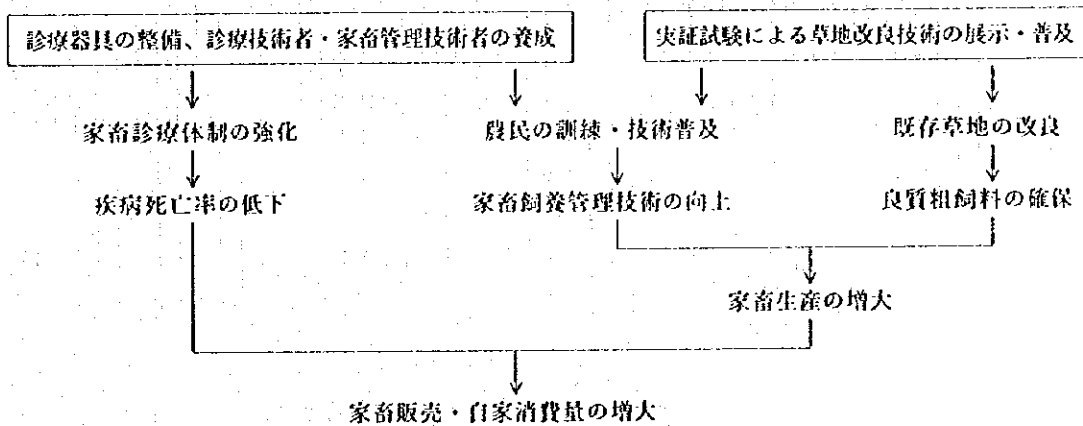 診療器具の整備、診療技術者・家畜管理技術者の養成
実証試験による草地改良技術の展示・普及
家畜診療体制の強化
農民の訓練・技術普及
既存草地の改良
疾病死亡率の低下
家畜飼養管理技術の向上
良質粗飼料の確保
家畜生産の増大
家畜販売・自家消費量の増大